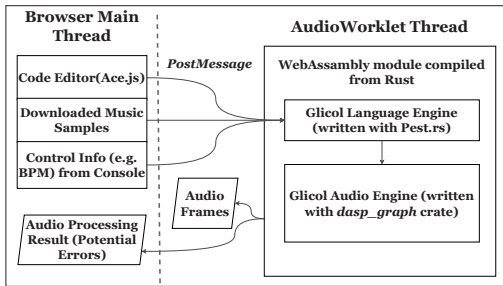 Browser Main
Thread
AudioWorklet Thread
PostMessage
Code Editor(Ace.js)
Downloaded Music
Samples
Control Info (e.g.
BPM) from Console
WebAssembly module compiled
from Rust
Glicol Language Engine
(written with Pest.rs)
Glicol Audio Engine (written
with dasp_graph crate)
Audio
Frames
Audio Processing
Result (Potential
Errors)